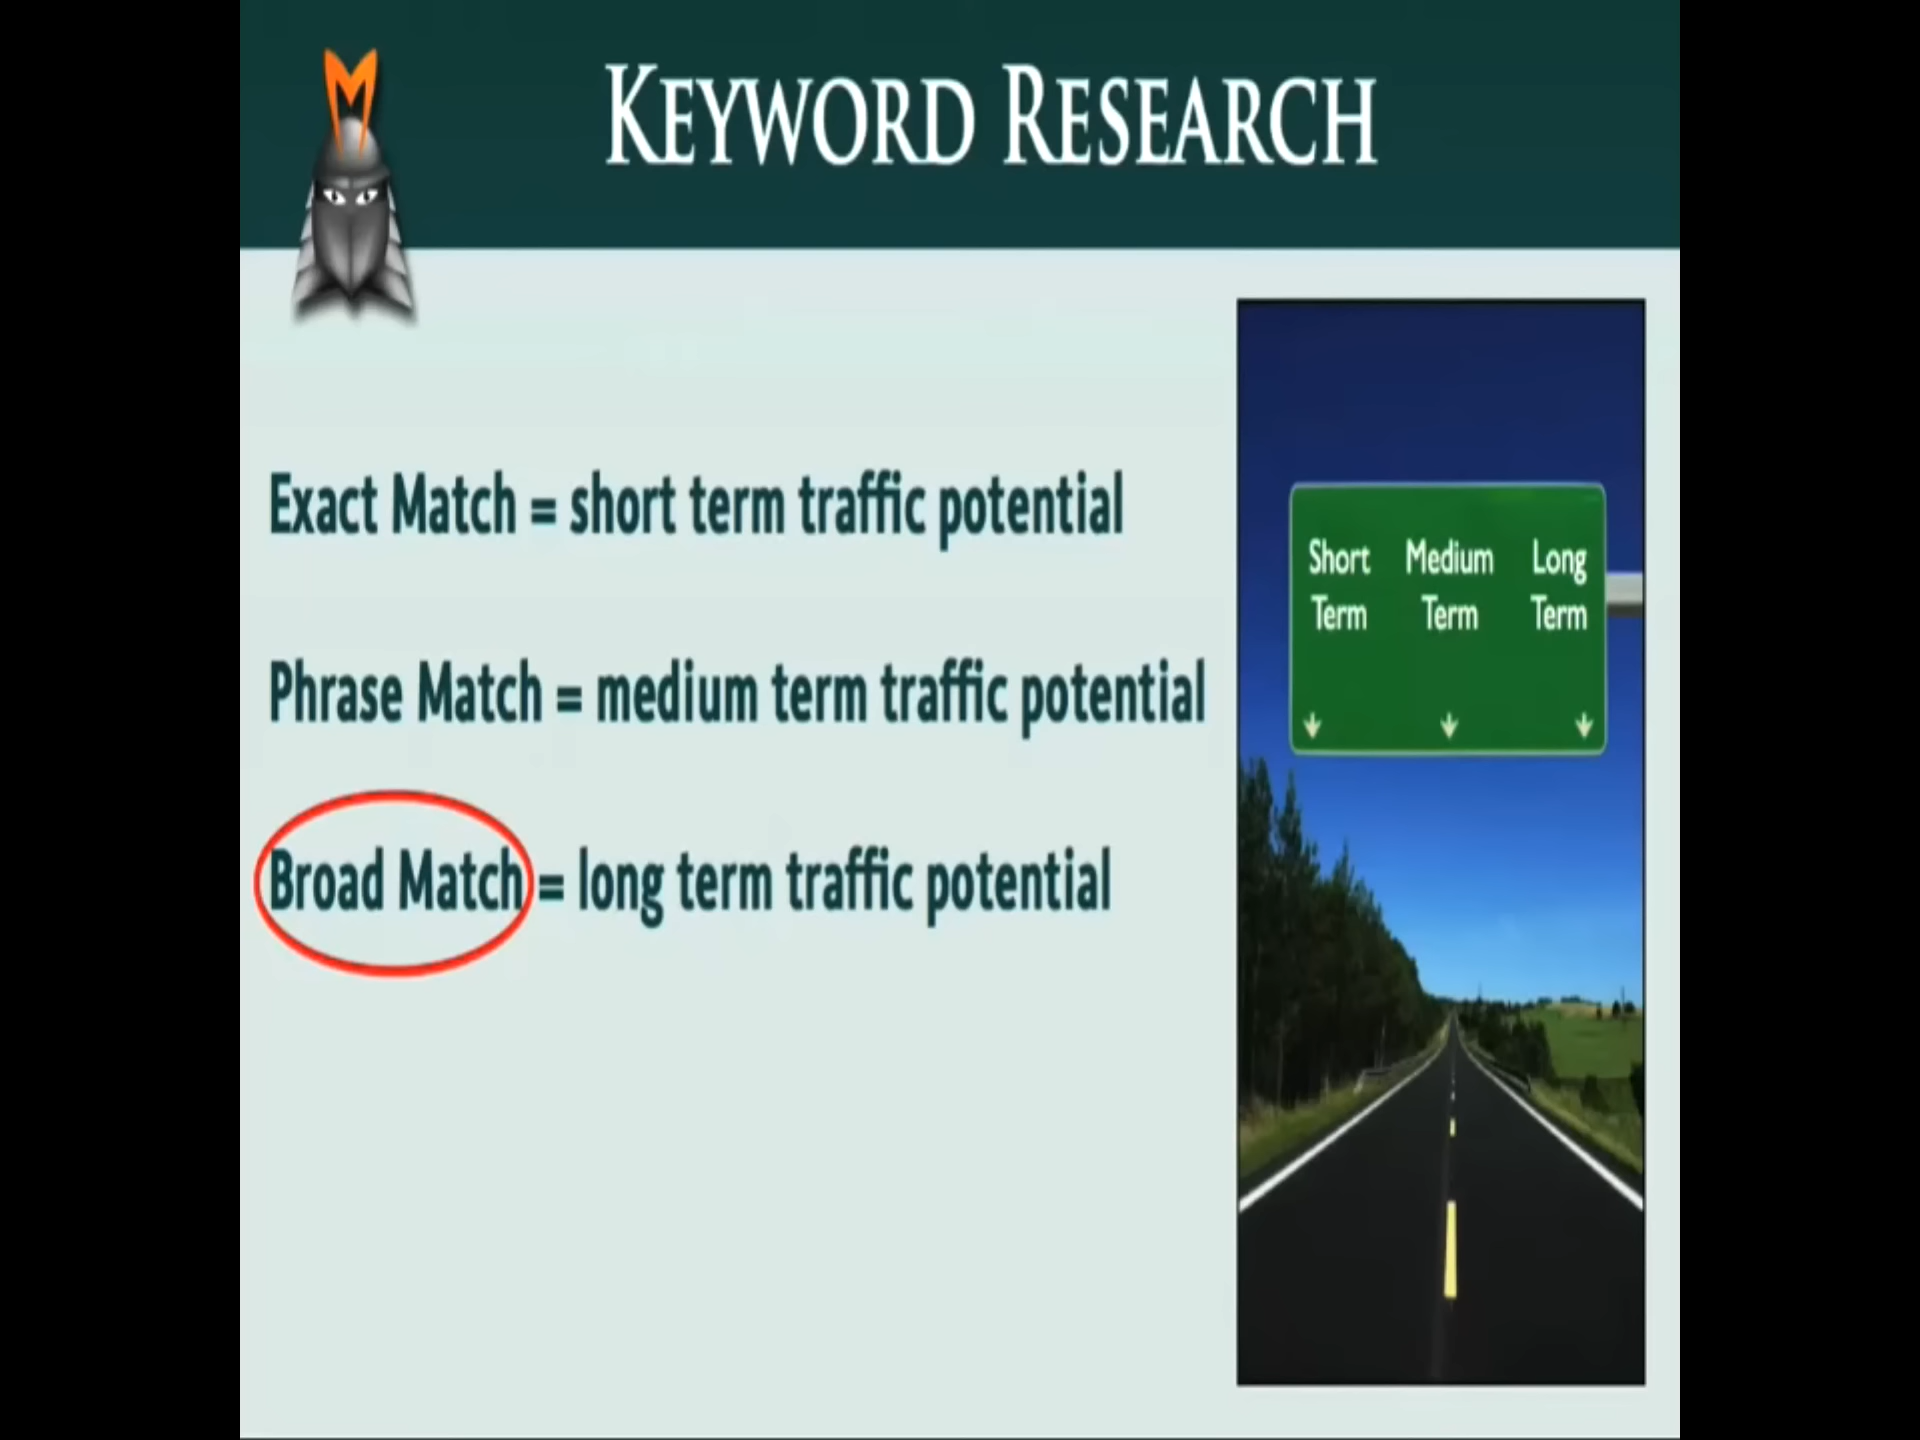 KEYWORD RESEARCH
Exact Match = short term traffic potential
Phrase Match = medium term traffic potential
Broad Match = long term traffic potential
Short Medium Long
Term Term Term